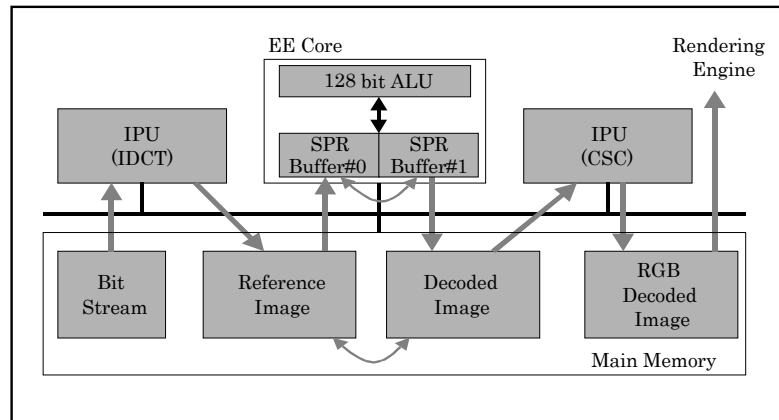 EE Core
Rendering
Engine
128 bit ALU
IPU
(IDCT)
SPR
Buffer#0
SPR
Buffer#1
IPU
(CSC)
Bit
Stream
Reference
Image
Decoded
Image
RGB
Decoded
Image
Main Memory